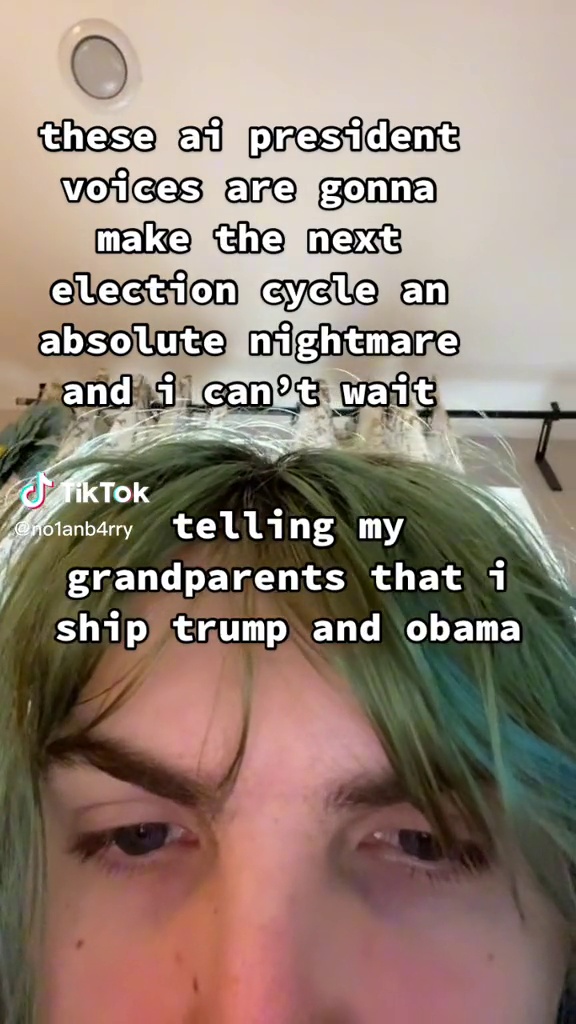 these ai president
voices are gonna
make the next
election cycle an
absolute nightmare
and i can’t wait
TikTok
@no1anb4rry
telling my
grandparents that i
ship trump and obama